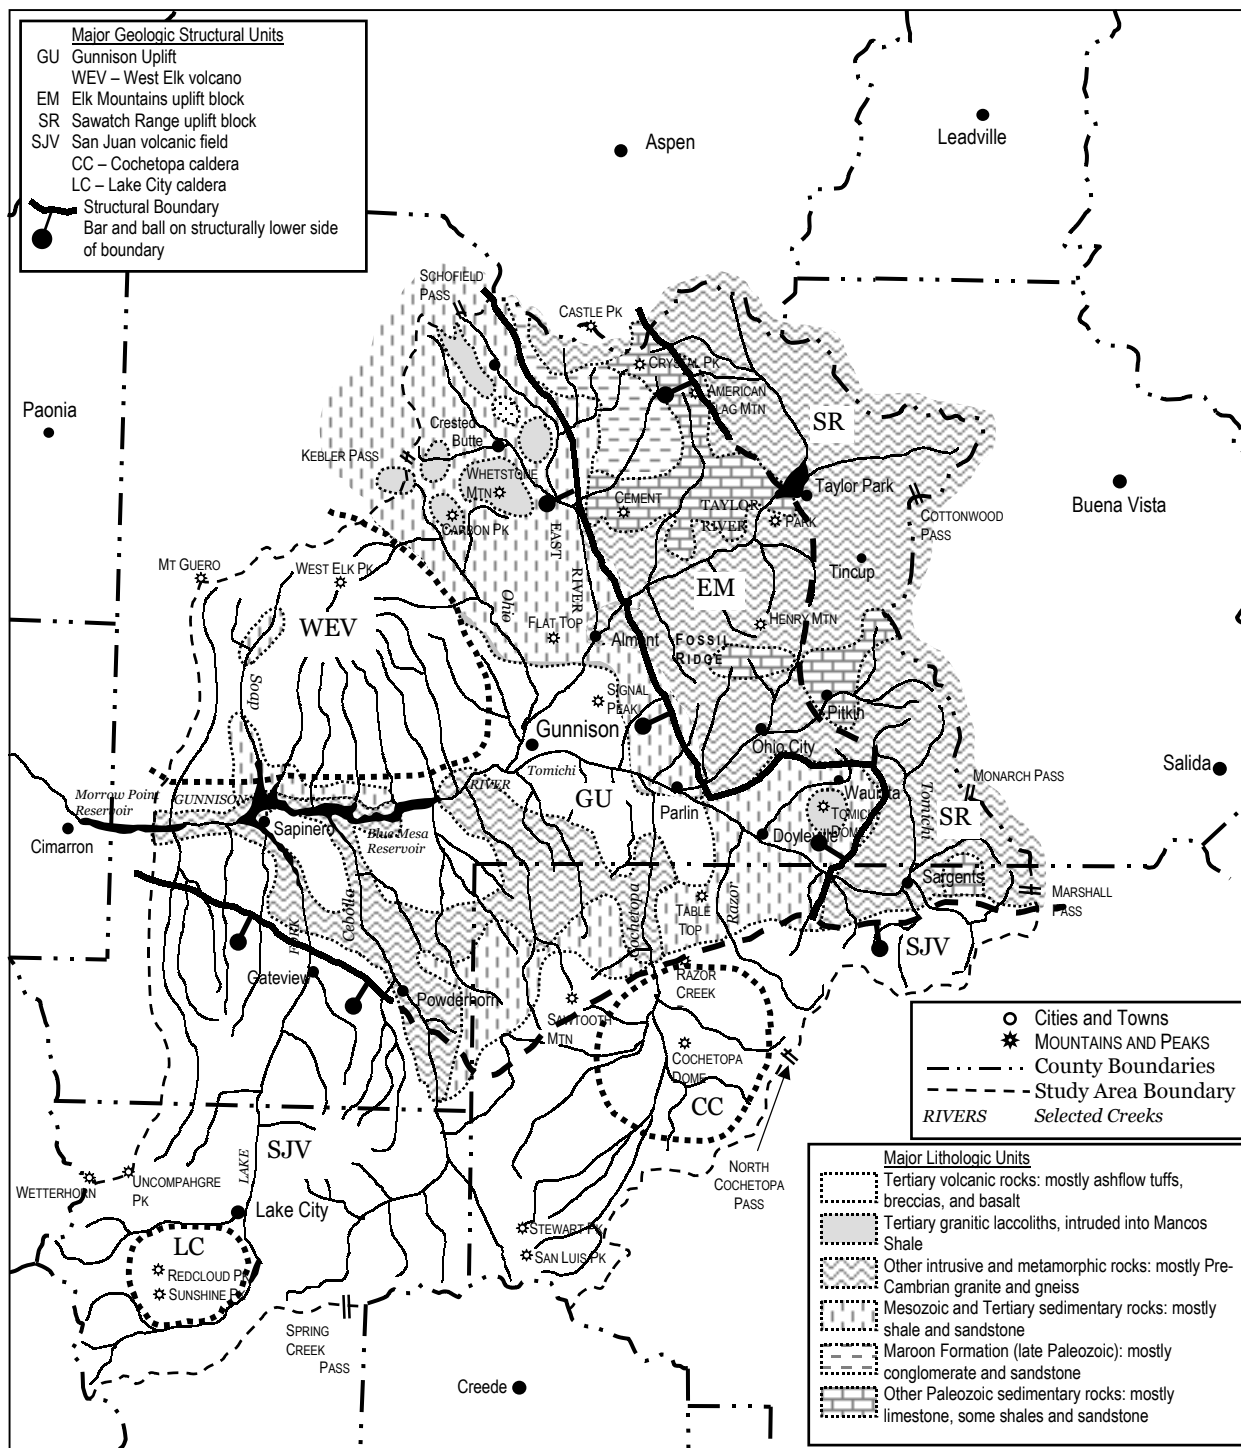 Major Geologic Structural Units
GU Gunnison Uplift
WEV – West Elk volcano
EM Elk Mountains uplift block
SR Sawatch Range uplift block
SJV San Juan volcanic field
CC – Cochetopa caldera
LC – Lake City caldera
Structural Boundary
Bar and ball on structurally lower side
of boundary
Aspen
Leadville
SCHOFIELD
PASS
CASTLE PK
CRYSTAL PK
AMERICAN
FLAG MTN
SR
Paonia
Crested
Butte
KEBLER PASS
WHETSTONE
MTN
CARBON PK
CEMENT
TAYLOR
RIVER
Taylor Park
PARK
COTTONWOOD
PASS
Buena Vista
EAST
RIVER
MT GUERO
WEST ELK PK
Tincup
EM
WEV
Ohio
FLAT TOP
Almont
FOSSIL
RIDGE
HENRY MTN
Soap
SIGNAL
PEAK
Pitkin
Gunnison
Ohio City
Tomichi
RIVER
GU
Morrow Point
Reservoir
GUNNISON
Sapinero
Blue Mesa
Reservoir
Cimarron
Parlin
Waunita
TOMICHI
DOME
Doyleville
Tomichi
MONARCH PASS
SR
Salida
Sargents
MARSHALL
PASS
Cebolla
FORK
Cochetopa
Razor
TABLE
TOP
SJV
Gateview
Powderhorn
RAZOR
CREEK
SAWTOOTH
MTN
COCHETOPA
DOME
CC
NORTH
COCHETOPA
PASS
SJV
LAKE
WETTERHORN
UNCOMPAHGRE
PK
Lake City
LC
REDCLOUD PK
SUNSHINE PK
STEWART PK
SAN LUIS PK
SPRING
CREEK
PASS
Creede
Cities and Towns
MOUNTAINS AND PEAKS
County Boundaries
Study Area Boundary
RIVERS Selected Creeks
Major Lithologic Units
Tertiary volcanic rocks: mostly ashflow tuffs,
breccias, and basalt
Tertiary granitic laccoliths, intruded into Mancos
Shale
Other intrusive and metamorphic rocks: mostly Pre-
Cambrian granite and gneiss
Mesozoic and Tertiary sedimentary rocks: mostly
shale and sandstone
Maroon Formation (late Paleozoic): mostly
conglomerate and sandstone
Other Paleozoic sedimentary rocks: mostly
limestone, some shales and sandstone